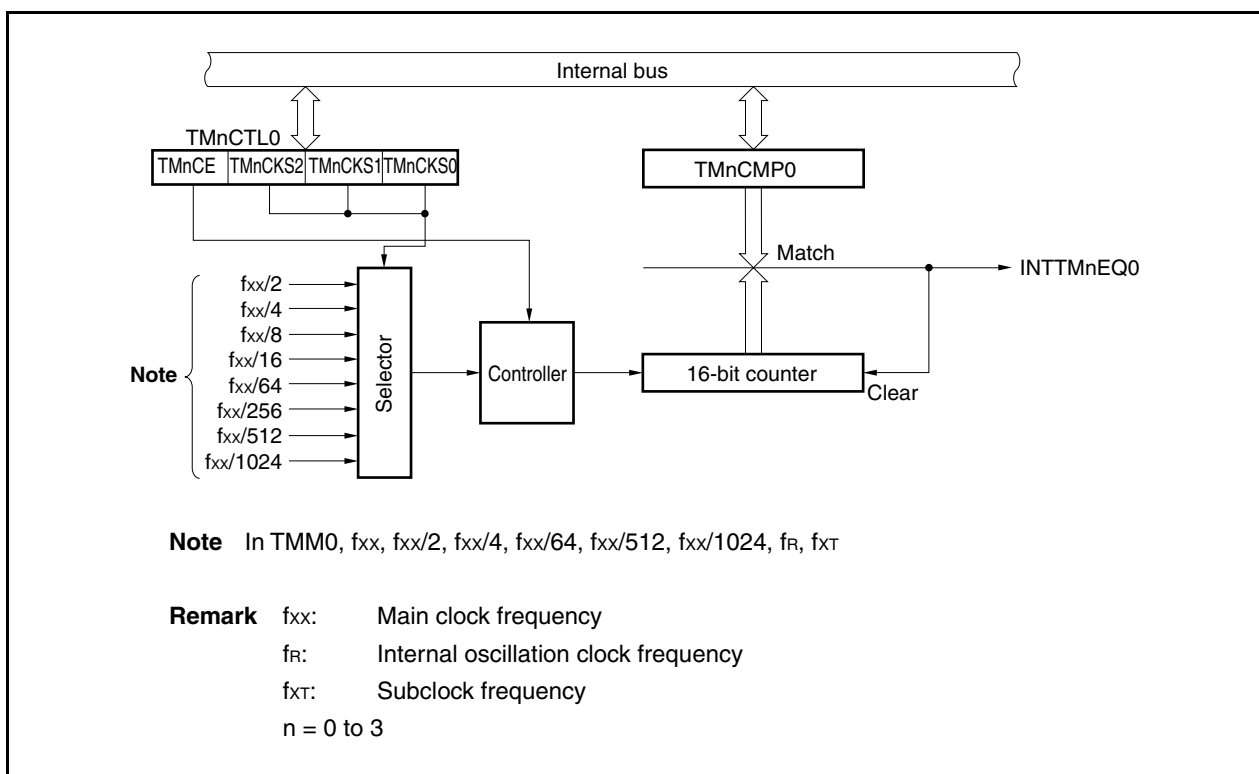 Internal bus
TMnCTL0
TMnCE TMnCKS2 TMnCKS1 TMnCKS0
TMnCMP0
Match
INTTMnEQ0
Note
fxx/2
fxx/4
fxx/8
fxx/16
fxx/64
fxx/256
fxx/512
fxx/1024
Selector
Controller
16-bit counter
Clear
Note In TMM0, fxx, fxx/2, fxx/4, fxx/64, fxx/512, fxx/1024, fR, fXT
Remark fxx: Main clock frequency
fR: Internal oscillation clock frequency
fXT: Subclock frequency
n = 0 to 3